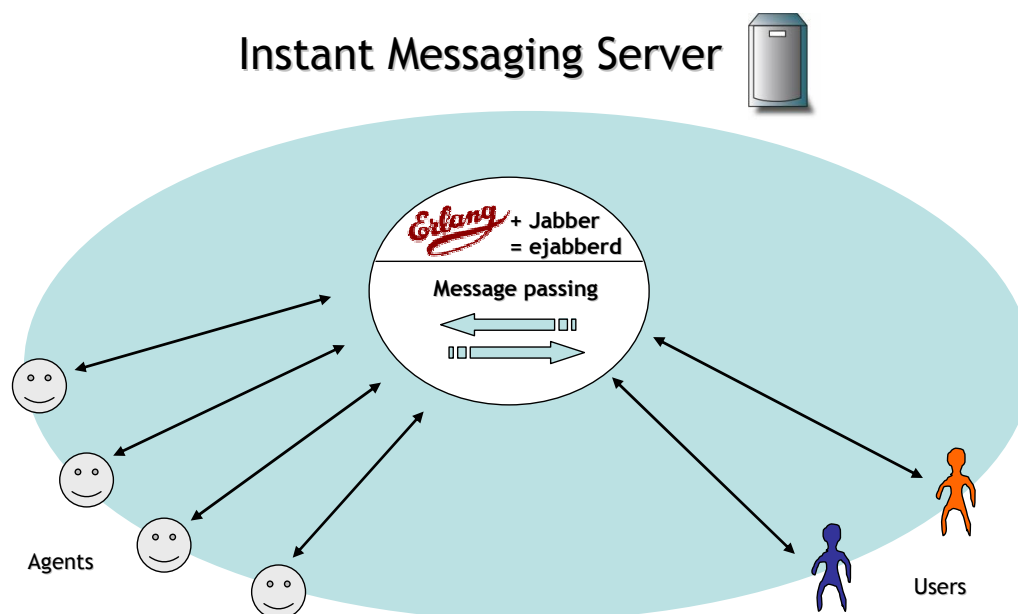 Instant Messaging Server
Erlang + Jabber
= ejabberd
Message passing
Agents
Users